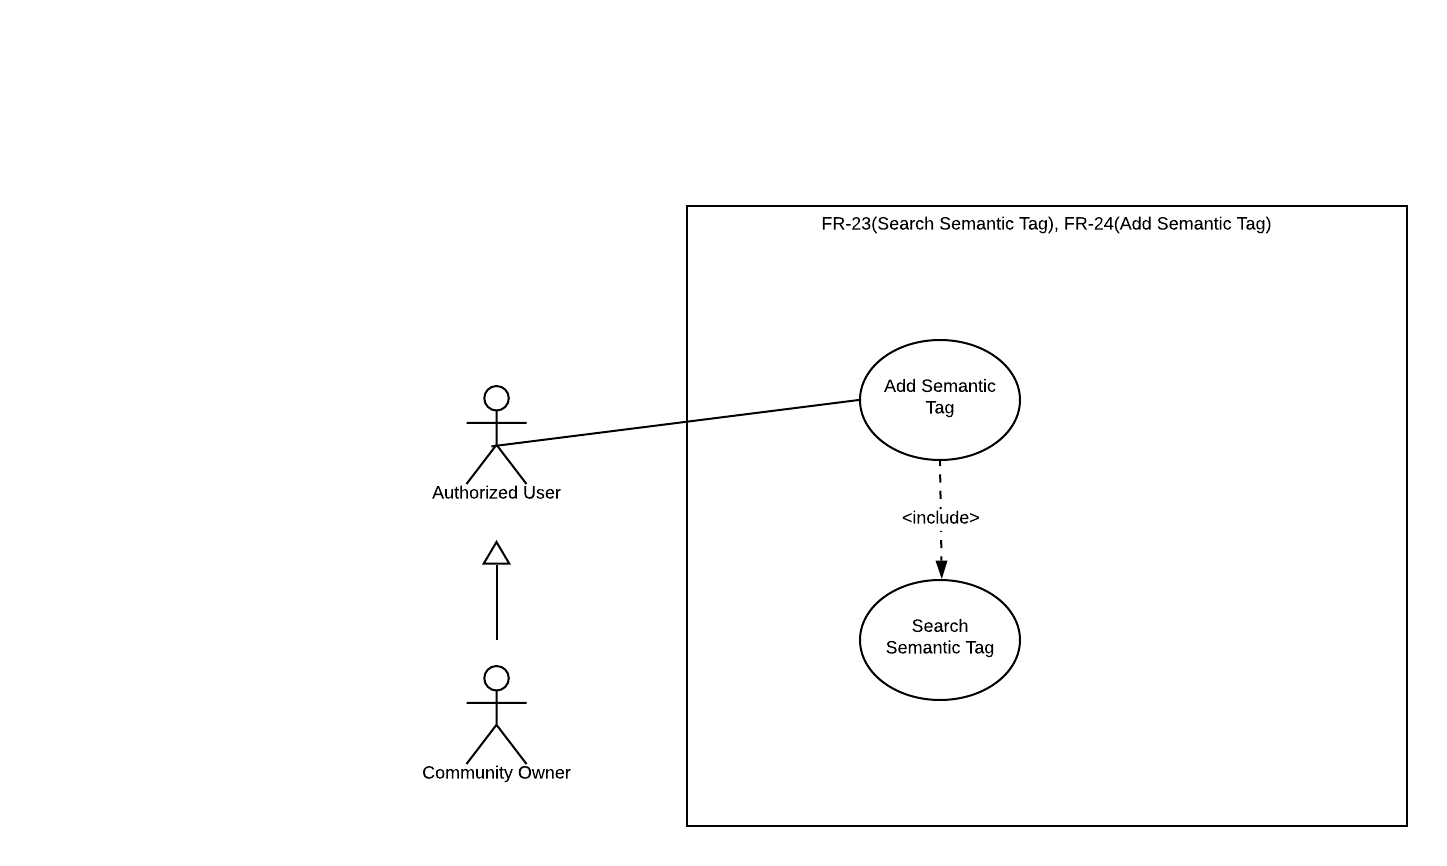 FR-23(Search Semantic Tag), FR-24(Add Semantic Tag)
Add Semantic
Tag
Authorized User
<include>
Search
Semantic Tag
Community Owner